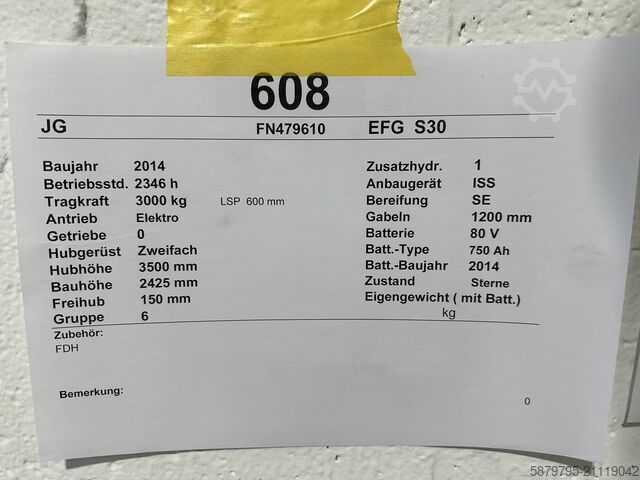 608
JG FN479610 EFG S30
Baujahr 2014
Betriebsstd. 2346 h
Tragkraft 3000 kg LSP 600 mm
Antrieb Elektro
Getriebe 0
Hubgerüst Zweifach
Hubhöhe 3500 mm
Bauhöhe 2425 mm
Freihub 150 mm
Gruppe 6
Zusatzhydr. 1
Anbaugerät ISS
Bereifung SE
Gabeln 1200 mm
Batterie 80 V
Batt.-Type 750 Ah
Batt.-Baujahr 2014
Zustand Sterne
Eigengewicht ( mit Batt.)
kg
Zubehör:
FDH
Bemerkung:
0
5879795-21119042